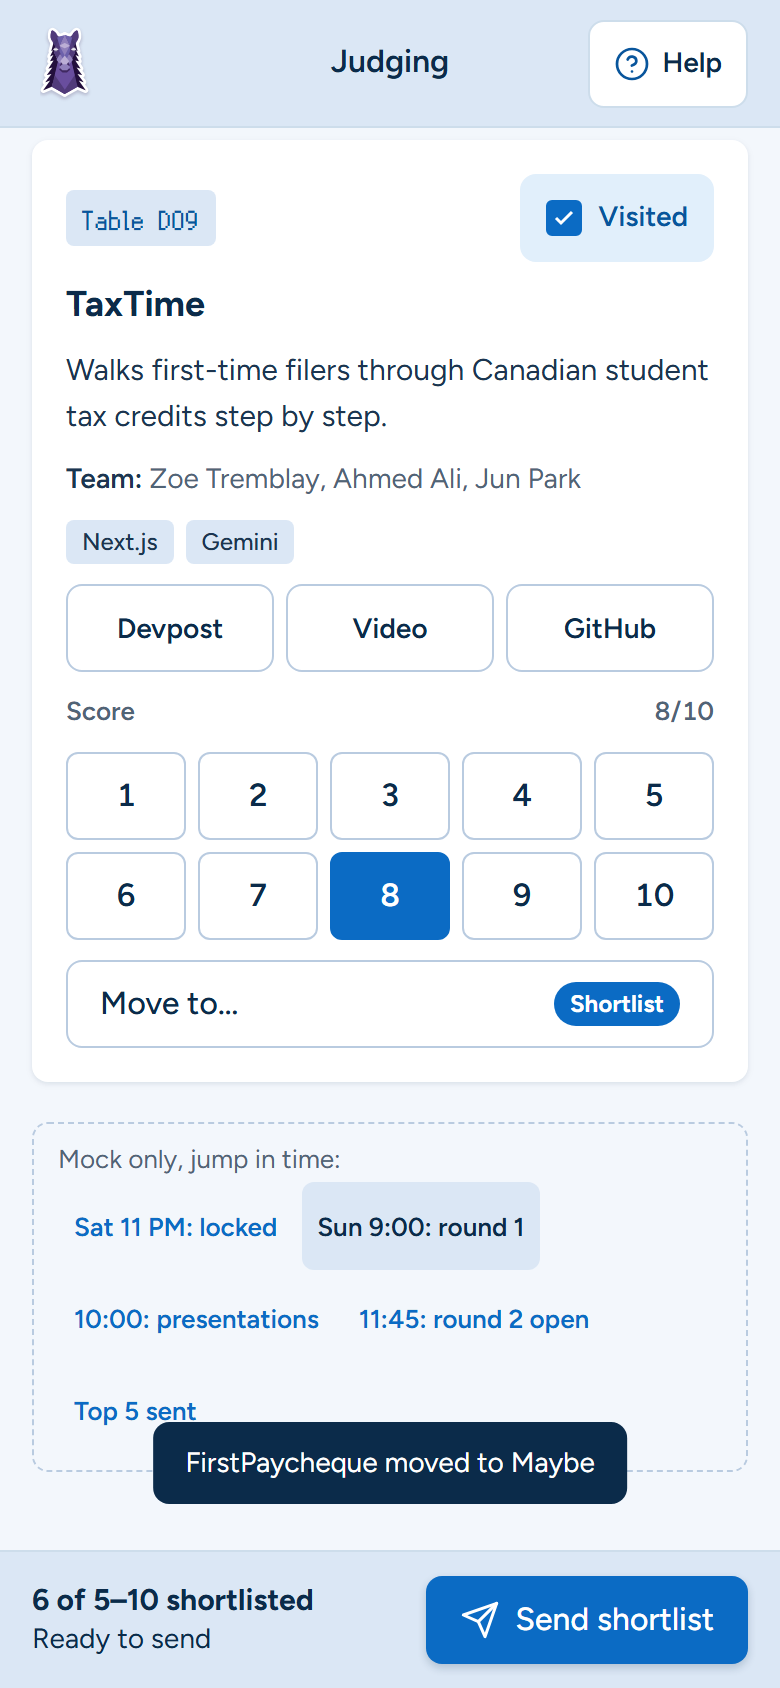 Judging
Help
Table D09
Visited
TaxTime
Walks first-time filers through Canadian student
tax credits step by step.
Team: Zoe Tremblay, Ahmed Ali, Jun Park
Next.js Gemini
Devpost Video GitHub
Score 8/10
1 2 3 4 5
6 7 8 9 10
Move to... Shortlist
Mock only, jump in time:
Sat 11 PM: locked Sun 9:00: round 1
10:00: presentations 11:45: round 2 open
Top 5 sent
FirstPaycheque moved to Maybe
6 of 5–10 shortlisted
Ready to send
Send shortlist